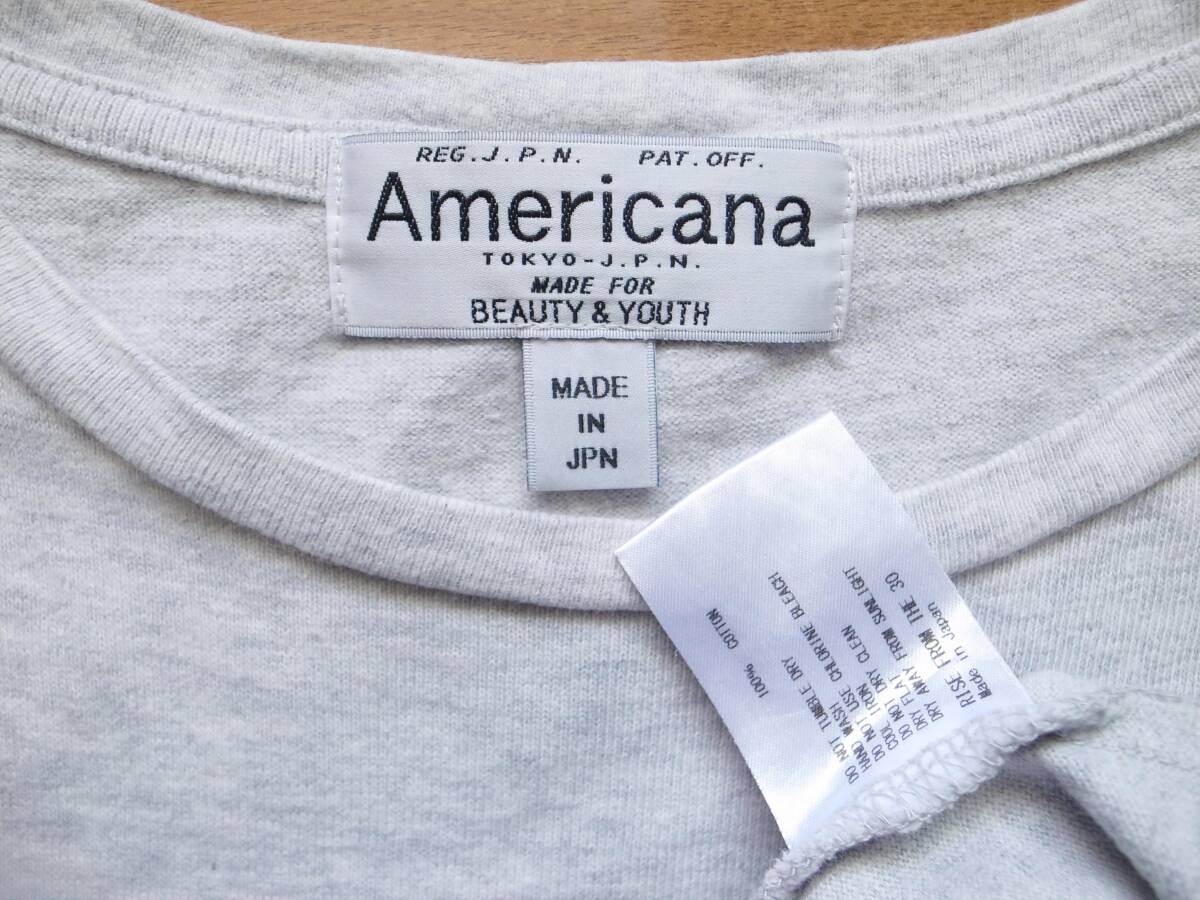 REG.J.P.N. PAT.OFF.
Americana
TOKYO-J.P.N.
MADE FOR
BEAUTY & YOUTH
MADE
IN
JPN
100% COTTON
DO NOT TUMBLE DRY
HAND WASH
DO NOT USE CHLORINE BLEACH
COOL IRON
DO NOT DRY CLEAN
DRY FLAT
DRY AWAY FROM SUNLIGHT
RISE FROM THE 30
Made in Japan